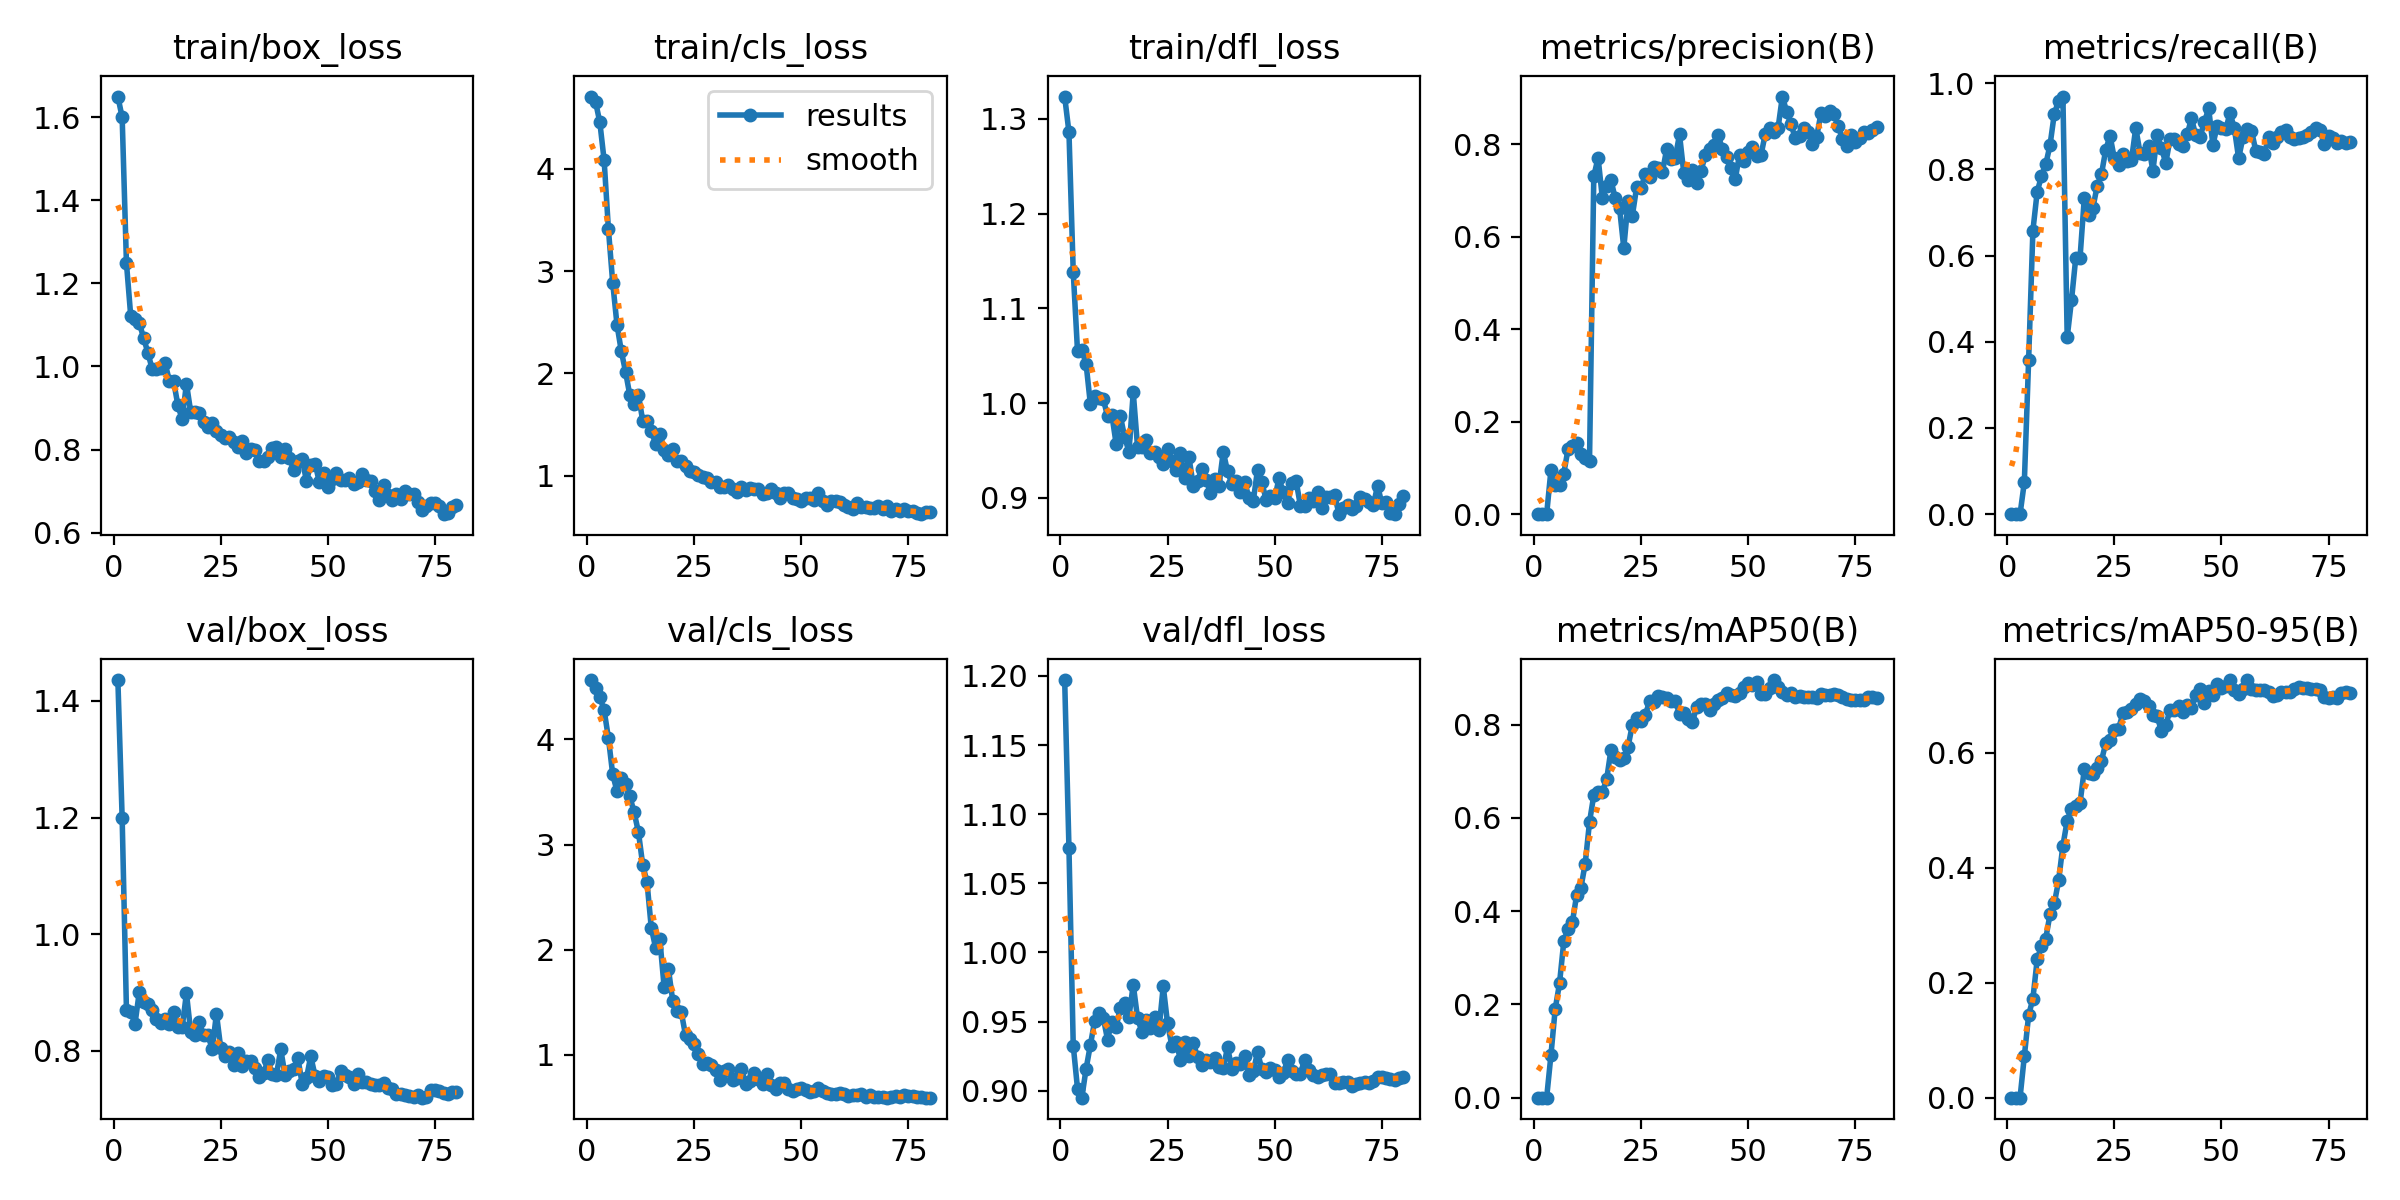 train/box_loss
1.6
1.4
1.2
1.0
0.8
0.6
0 25 50 75
train/cls_loss
results
smooth
4
3
2
1
0 25 50 75
train/dfl_loss
1.3
1.2
1.1
1.0
0.9
0 25 50 75
metrics/precision(B)
0.8
0.6
0.4
0.2
0.0
0 25 50 75
metrics/recall(B)
1.0
0.8
0.6
0.4
0.2
0.0
0 25 50 75
val/box_loss
1.4
1.2
1.0
0.8
0 25 50 75
val/cls_loss
4
3
2
1
0 25 50 75
val/dfl_loss
1.20
1.15
1.10
1.05
1.00
0.95
0.90
0 25 50 75
metrics/mAP50(B)
0.8
0.6
0.4
0.2
0.0
0 25 50 75
metrics/mAP50-95(B)
0.6
0.4
0.2
0.0
0 25 50 75